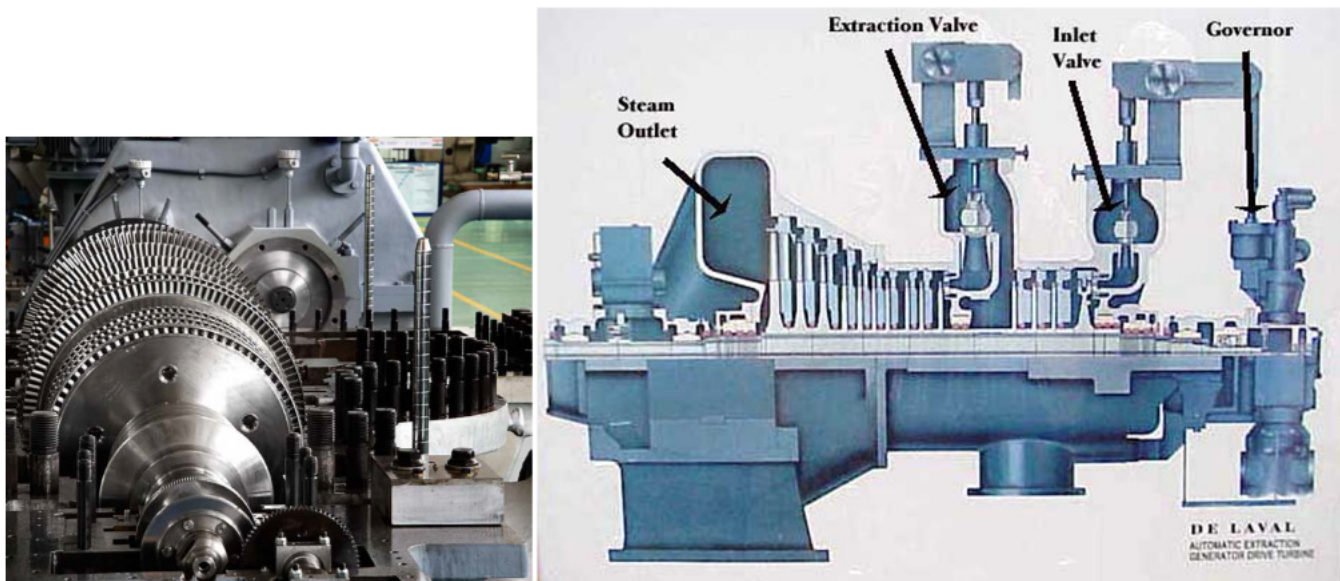 Extraction Valve
Inlet
Valve
Governor
Steam
Outlet
DE LAVAL
AUTOMATIC EXTRACTION
GENERATOR DRIVE TURBINE